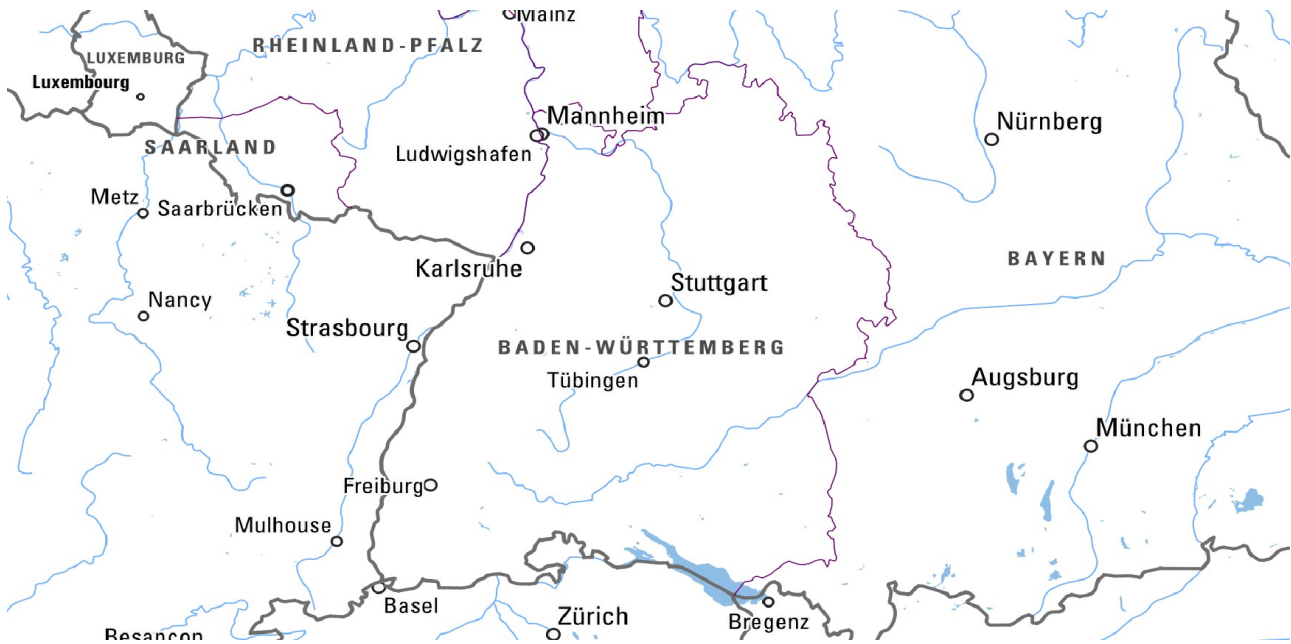 Mainz
RHEINLAND-PFALZ
LUXEMBURG
Luxembourg
Mannheim
Nürnberg
SAARLAND
Ludwigshafen
Metz
Saarbrücken
Karlsruhe
BAYERN
Stuttgart
Nancy
Strasbourg
BADEN-WÜRTTEMBERG
Tübingen
Augsburg
München
Freiburg
Mulhouse
Basel
Zürich
Bregenz
Besançon